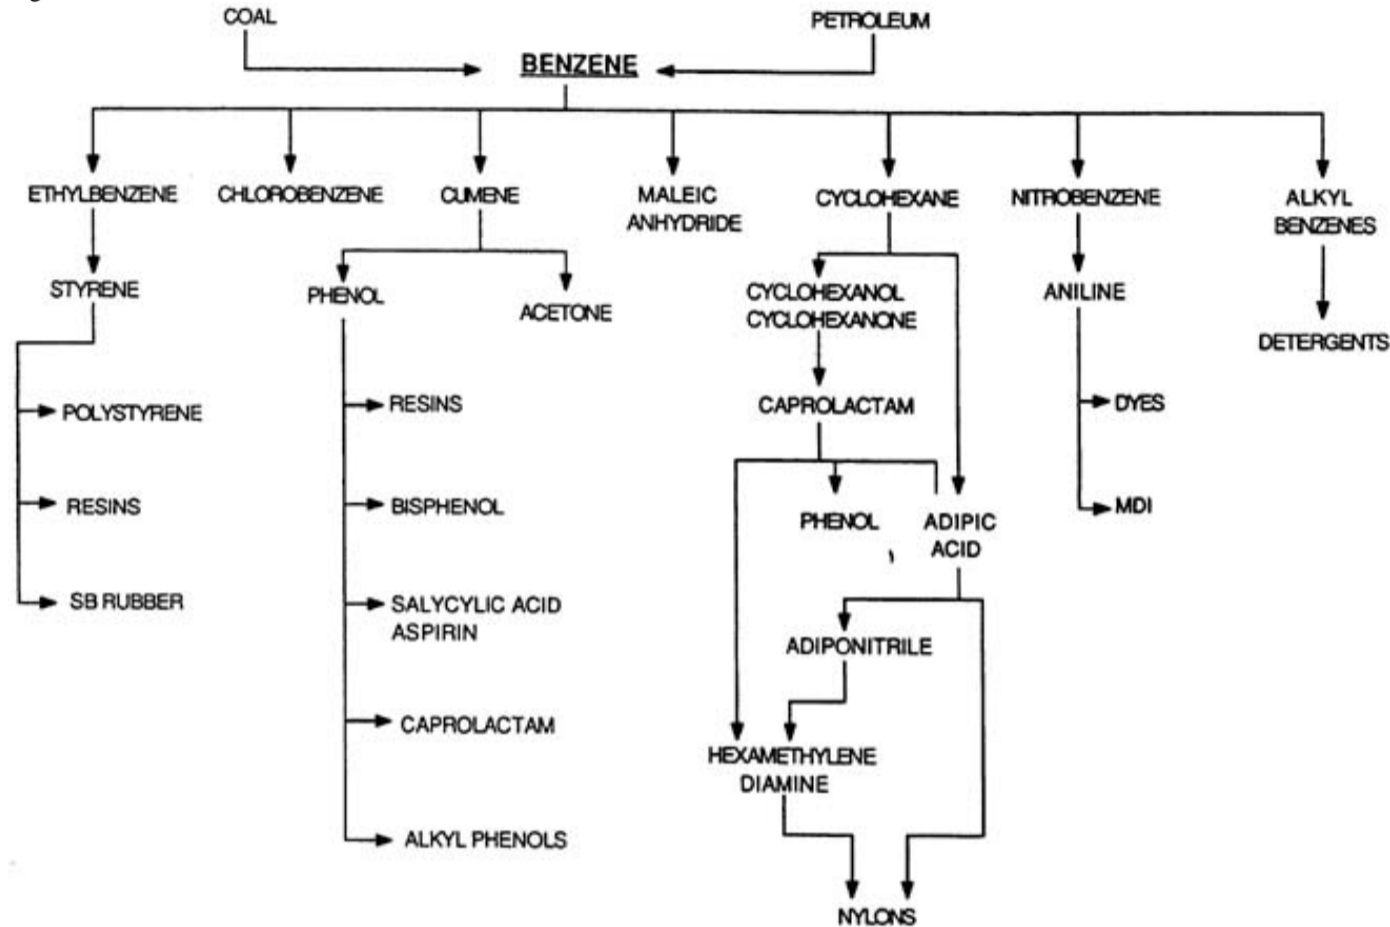 COAL
PETROLEUM
BENZENE
ETHYLBENZENE
CHLOROBENZENE
CUMENE
MALEIC
ANHYDRIDE
CYCLOHEXANE
NITROBENZENE
ALKYL
BENZENES
STYRENE
PHENOL
ACETONE
CYCLOHEXANOL
CYCLOHEXANONE
ANILINE
DETERGENTS
POLYSTYRENE
RESINS
CAPROLACTAM
DYES
RESINS
BISPHENOL
PHENOL
ADIPIC
ACID
MDI
SB RUBBER
SALYCYLIC ACID
ASPIRIN
ADIPONITRILE
CAPROLACTAM
HEXAMETHYLENE
DIAMINE
ALKYL PHENOLS
NYLONS